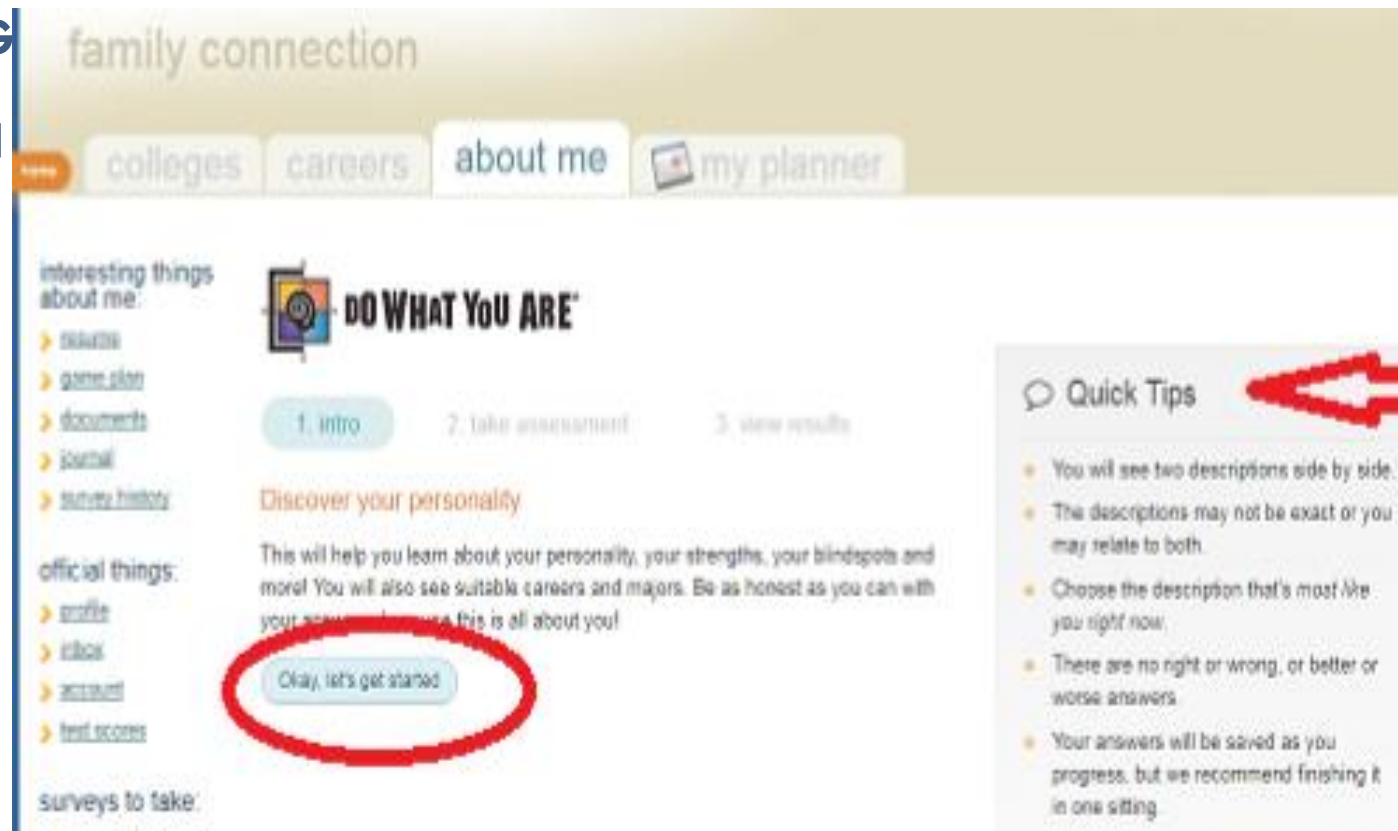 family connection
colleges
careers
about me
my planner
interesting things
about me:
resume
game plan
documents
journal
survey history
official things:
profile
inbox
account
test scores
surveys to take:
DO WHAT YOU ARE
1. intro
2. take assessment
3. view results
Discover your personality
This will help you learn about your personality, your strengths, your blindspots and
more! You will also see suitable careers and majors. Be as honest as you can with
your this is all about you!
Okay, let's get started
Quick Tips
You will see two descriptions side by side.
The descriptions may not be exact or you
may relate to both.
Choose the description that's most like
you right now.
There are no right or wrong, or better or
worse answers.
Your answers will be saved as you
progress, but we recommend finishing it
in one sitting.